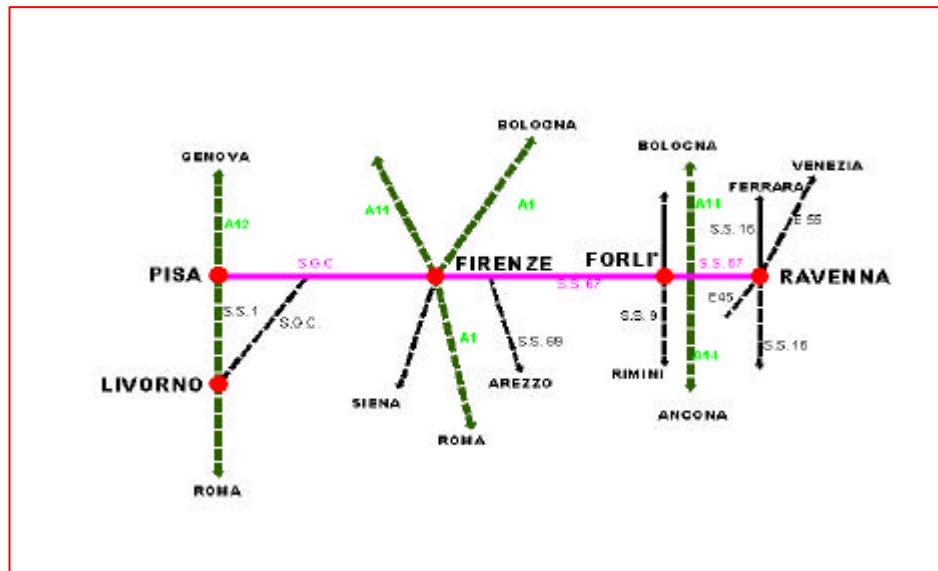 BOLOGNA
GENOVA
BOLOGNA
VENEZIA
FERRARA
A11
A1
A14
A12
S.S. 16
E 55
S.G.C.
FIRENZE
FORLI'
S.S. 67
PISA
S.S. 67
RAVENNA
S.S. 1
S.G.C.
E45
S.S. 9
A1
S.S. 69
A14
S.S. 16
LIVORNO
SIENA
AREZZO
RIMINI
ANCONA
ROMA
ROMA